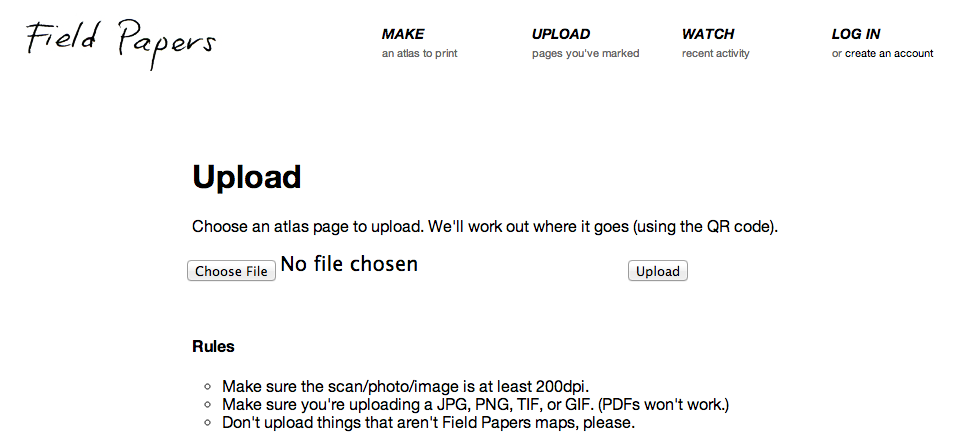 Field Papers
MAKE
an atlas to print
UPLOAD
pages you've marked
WATCH
recent activity
LOG IN
or create an account
Upload
Choose an atlas page to upload. We'll work out where it goes (using the QR code).
Choose File No file chosen Upload
Rules
Make sure the scan/photo/image is at least 200dpi.
Make sure you're uploading a JPG, PNG, TIF, or GIF. (PDFs won't work.)
Don't upload things that aren't Field Papers maps, please.